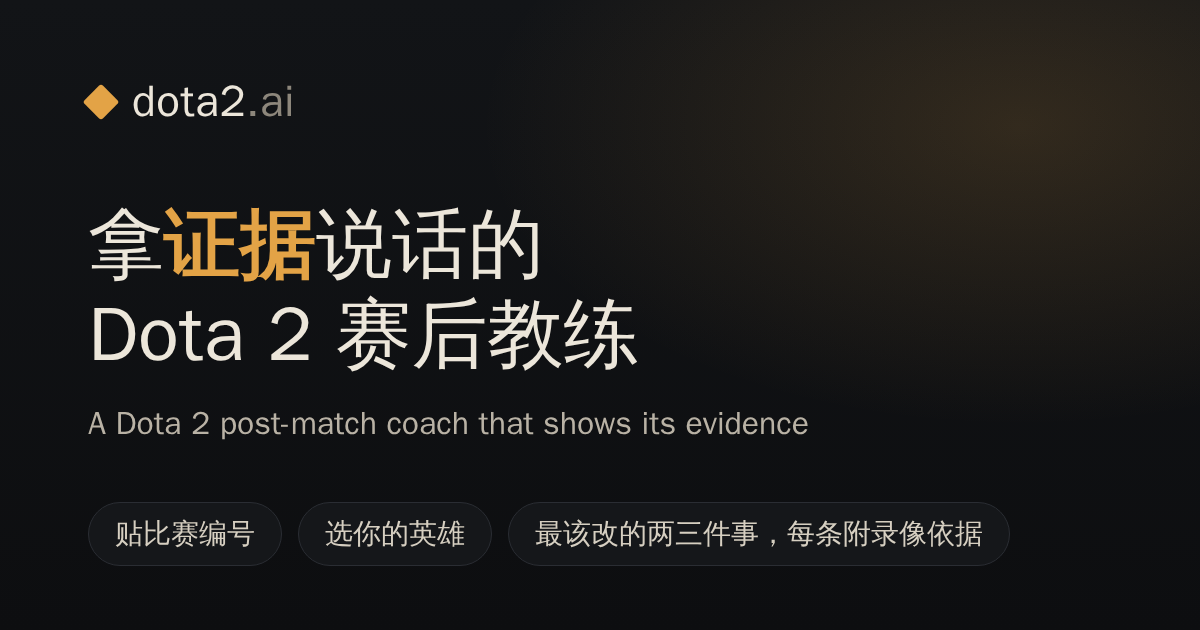 dota2.ai
拿证据说话的
Dota 2 赛后教练
A Dota 2 post-match coach that shows its evidence
贴比赛编号
选你的英雄
最该改的两三件事，每条附录像依据